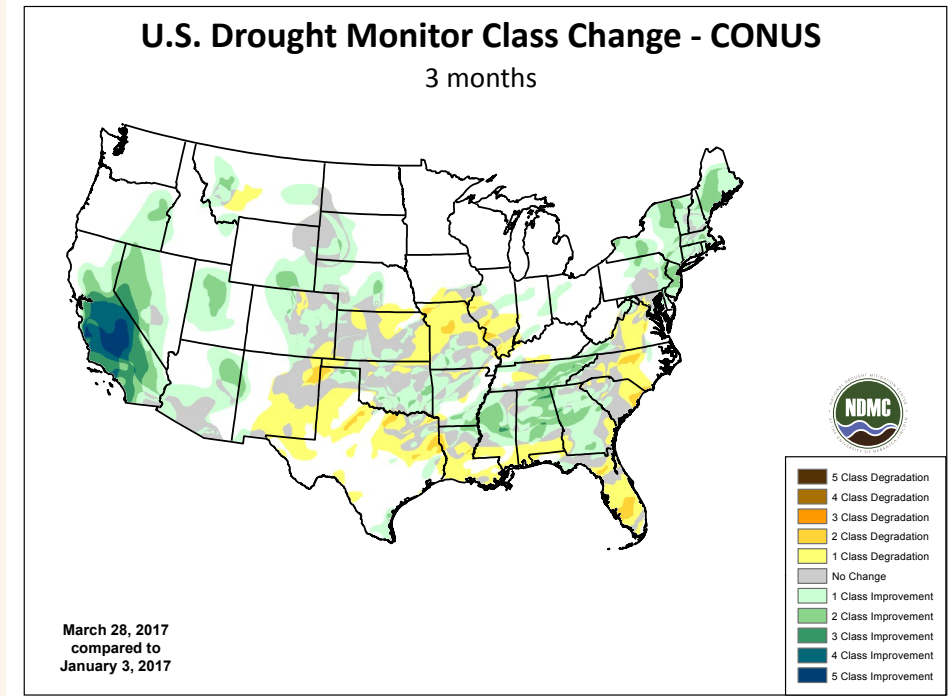 U.S. Drought Monitor Class Change - CONUS
3 months
NDMC
5 Class Degradation
4 Class Degradation
3 Class Degradation
2 Class Degradation
1 Class Degradation
No Change
1 Class Improvement
2 Class Improvement
3 Class Improvement
4 Class Improvement
5 Class Improvement
March 28, 2017
compared to
January 3, 2017